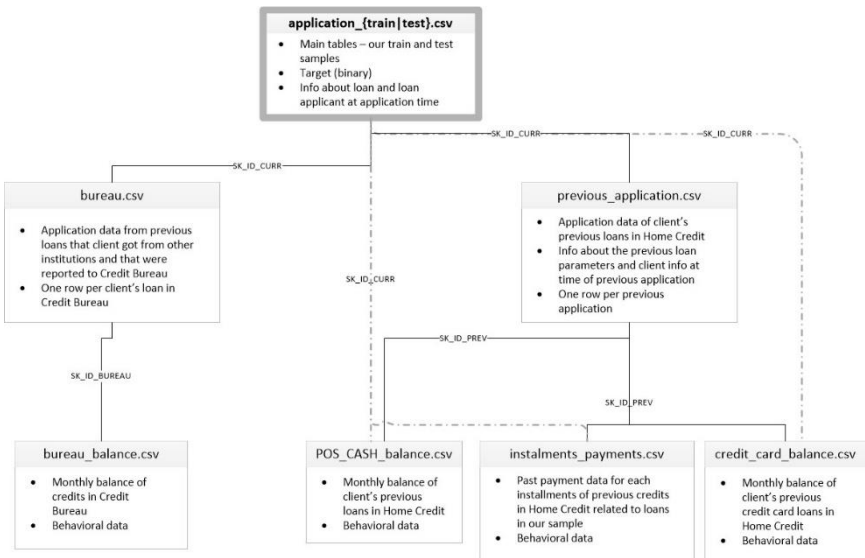 application_{train|test}.csv
• Main tables – our train and test
samples
• Target (binary)
• Info about loan and loan
applicant at application time
SK_ID_CURR
SK_ID_CURR
SK_ID_CURR
bureau.csv
• Application data from previous
loans that client got from other
institutions and that were
reported to Credit Bureau
• One row per client's loan in
Credit Bureau
previous_application.csv
• Application data of client's
previous loans in Home Credit
• Info about the previous loan
parameters and client info at
time of previous application
• One row per previous
application
SK_ID_CURR
SK_ID_PREV
SK_ID_BUREAU
SK_ID_PREV
bureau_balance.csv
• Monthly balance of
credits in Credit
Bureau
• Behavioral data
POS_CASH_balance.csv
• Monthly balance of
client's previous
loans in Home Credit
• Behavioral data
instalments_payments.csv
• Past payment data for each
installments of previous credits
in Home Credit related to loans
in our sample
• Behavioral data
credit_card_balance.csv
• Monthly balance of
client's previous
credit card loans in
Home Credit
• Behavioral data